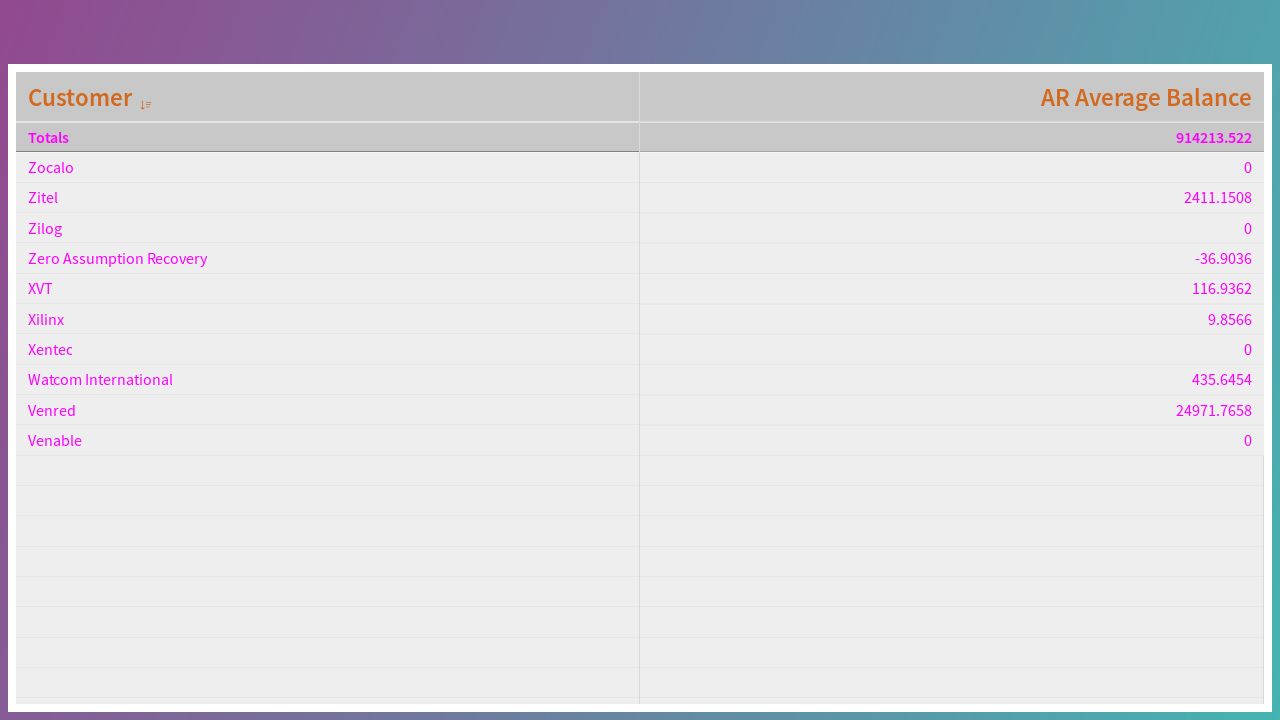 Customer AR Average Balance
Totals 914213.522
Zocalo 0
Zitel 2411.1508
Zilog 0
Zero Assumption Recovery -36.9036
XVT 116.9362
Xilinx 9.8566
Xentec 0
Watcom International 435.6454
Venred 24971.7658
Venable 0